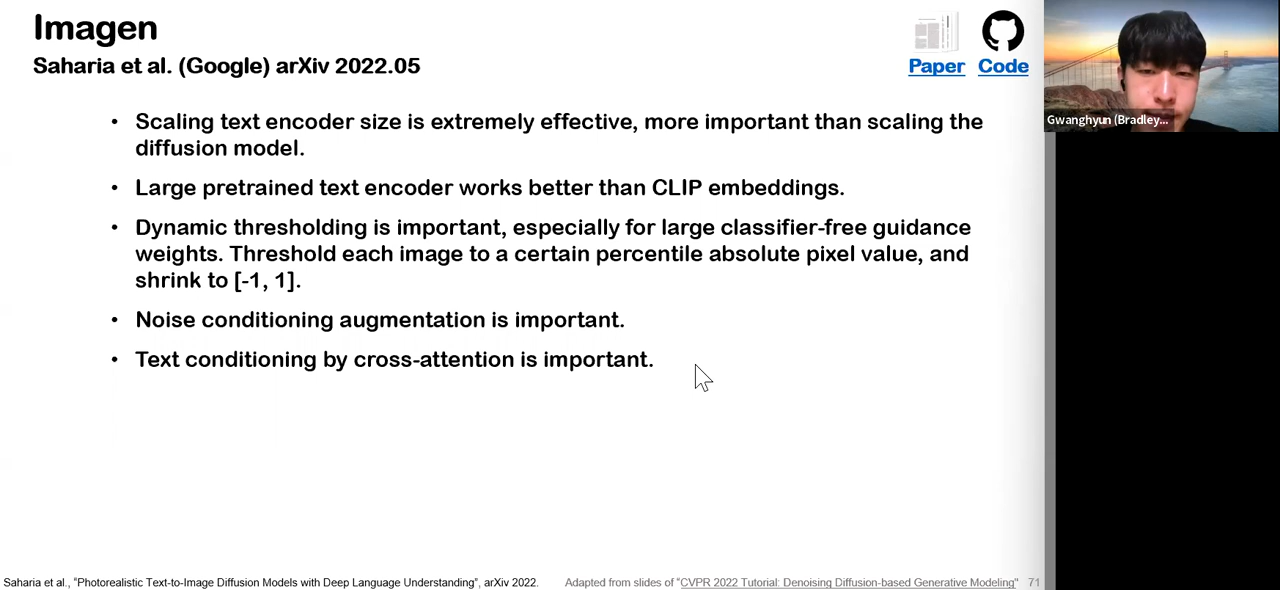 Imagen
Saharia et al. (Google) arXiv 2022.05
Paper Code
Gwanghyun (Bradley...
• Scaling text encoder size is extremely effective, more important than scaling the
diffusion model.
• Large pretrained text encoder works better than CLIP embeddings.
• Dynamic thresholding is important, especially for large classifier-free guidance
weights. Threshold each image to a certain percentile absolute pixel value, and
shrink to [-1, 1].
• Noise conditioning augmentation is important.
• Text conditioning by cross-attention is important.
Saharia et al., "Photorealistic Text-to-Image Diffusion Models with Deep Language Understanding", arXiv 2022.
Adapted from slides of "CVPR 2022 Tutorial: Denoising Diffusion-based Generative Modeling" 71